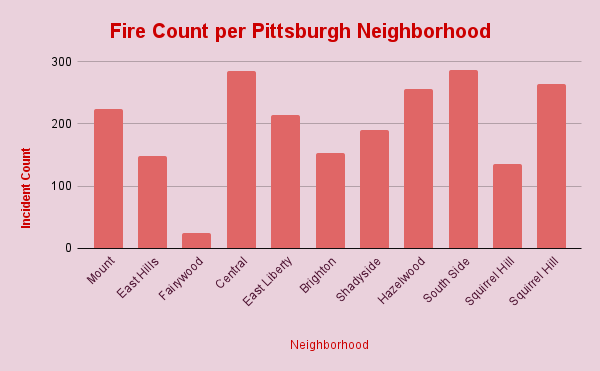 Fire Count per Pittsburgh Neighborhood
Incident Count
300
200
100
0
Mount
East Hills
Fairywood
Central
East Liberty
Brighton
Shadyside
Hazelwood
South Side
Squirrel Hill
Squirrel Hill
Neighborhood